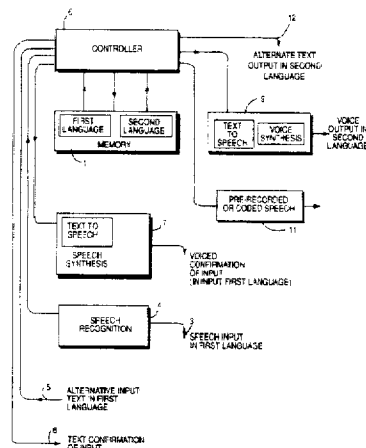 6
12
CONTROLLER
ALTERNATE TEXT
OUTPUT IN SECOND
LANGUAGE
9
FIRST
LANGUAGE
SECOND
LANGUAGE
MEMORY
1
TEXT
TO
SPEECH
VOICE
SYNTHESIS
VOICE
OUTPUT IN
SECOND
LANGUAGE
PRE-RECORDED
OR CODED SPEECH
11
7
TEXT TO
SPEECH
SPEECH
SYNTHESIS
VOICED
CONFIRMATION
OF INPUT
(IN INPUT FIRST LANGUAGE)
4
SPEECH
RECOGNITION
3
SPEECH INPUT
IN FIRST LANGUAGE
5
ALTERNATIVE INPUT
TEXT IN FIRST
LANGUAGE
TEXT CONFIRMATION
OF INPUT